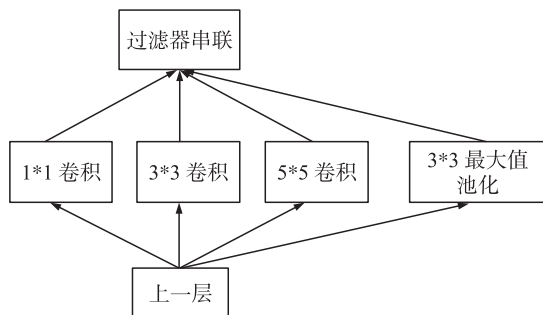 过滤器串联
1*1 卷积
3*3 卷积
5*5 卷积
3*3 最大值
池化
上一层